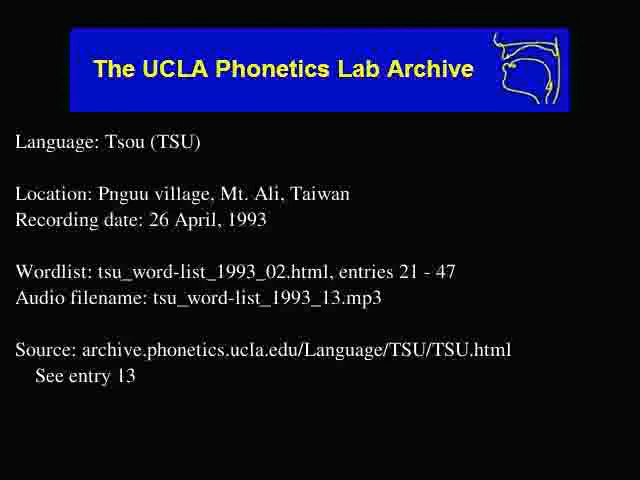 The UCLA Phonetics Lab Archive
Language: Tsou (TSU)
Location: Pnguu village, Mt. Ali, Taiwan
Recording date: 26 April, 1993
Wordlist: tsu_word-list_1993_02.html, entries 21 - 47
Audio filename: tsu_word-list_1993_13.mp3
Source: archive.phonetics.ucla.edu/Language/TSU/TSU.html
See entry 13